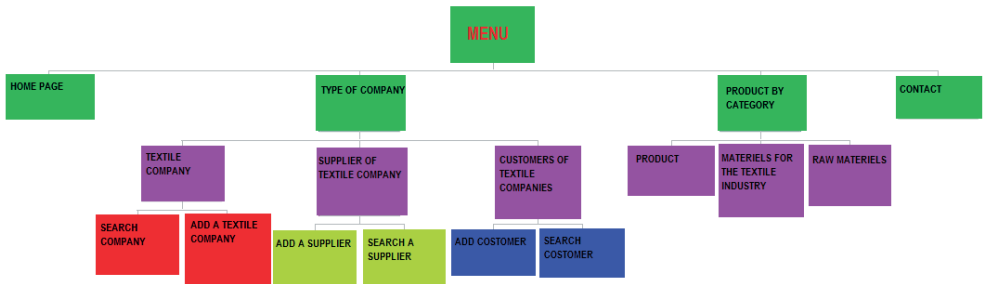 MENU
HOME PAGE
TYPE OF COMPANY
PRODUCT BY
CATEGORY
CONTACT
TEXTILE
COMPANY
SUPPLIER OF
TEXTILE COMPANY
CUSTOMERS OF
TEXTILE
COMPANIES
PRODUCT
MATERIELS FOR
THE TEXTILE
INDUSTRY
RAW MATERIELS
SEARCH
COMPANY
ADD A TEXTILE
COMPANY
ADD A SUPPLIER
SEARCH A
SUPPLIER
ADD COSTOMER
SEARCH
COSTOMER